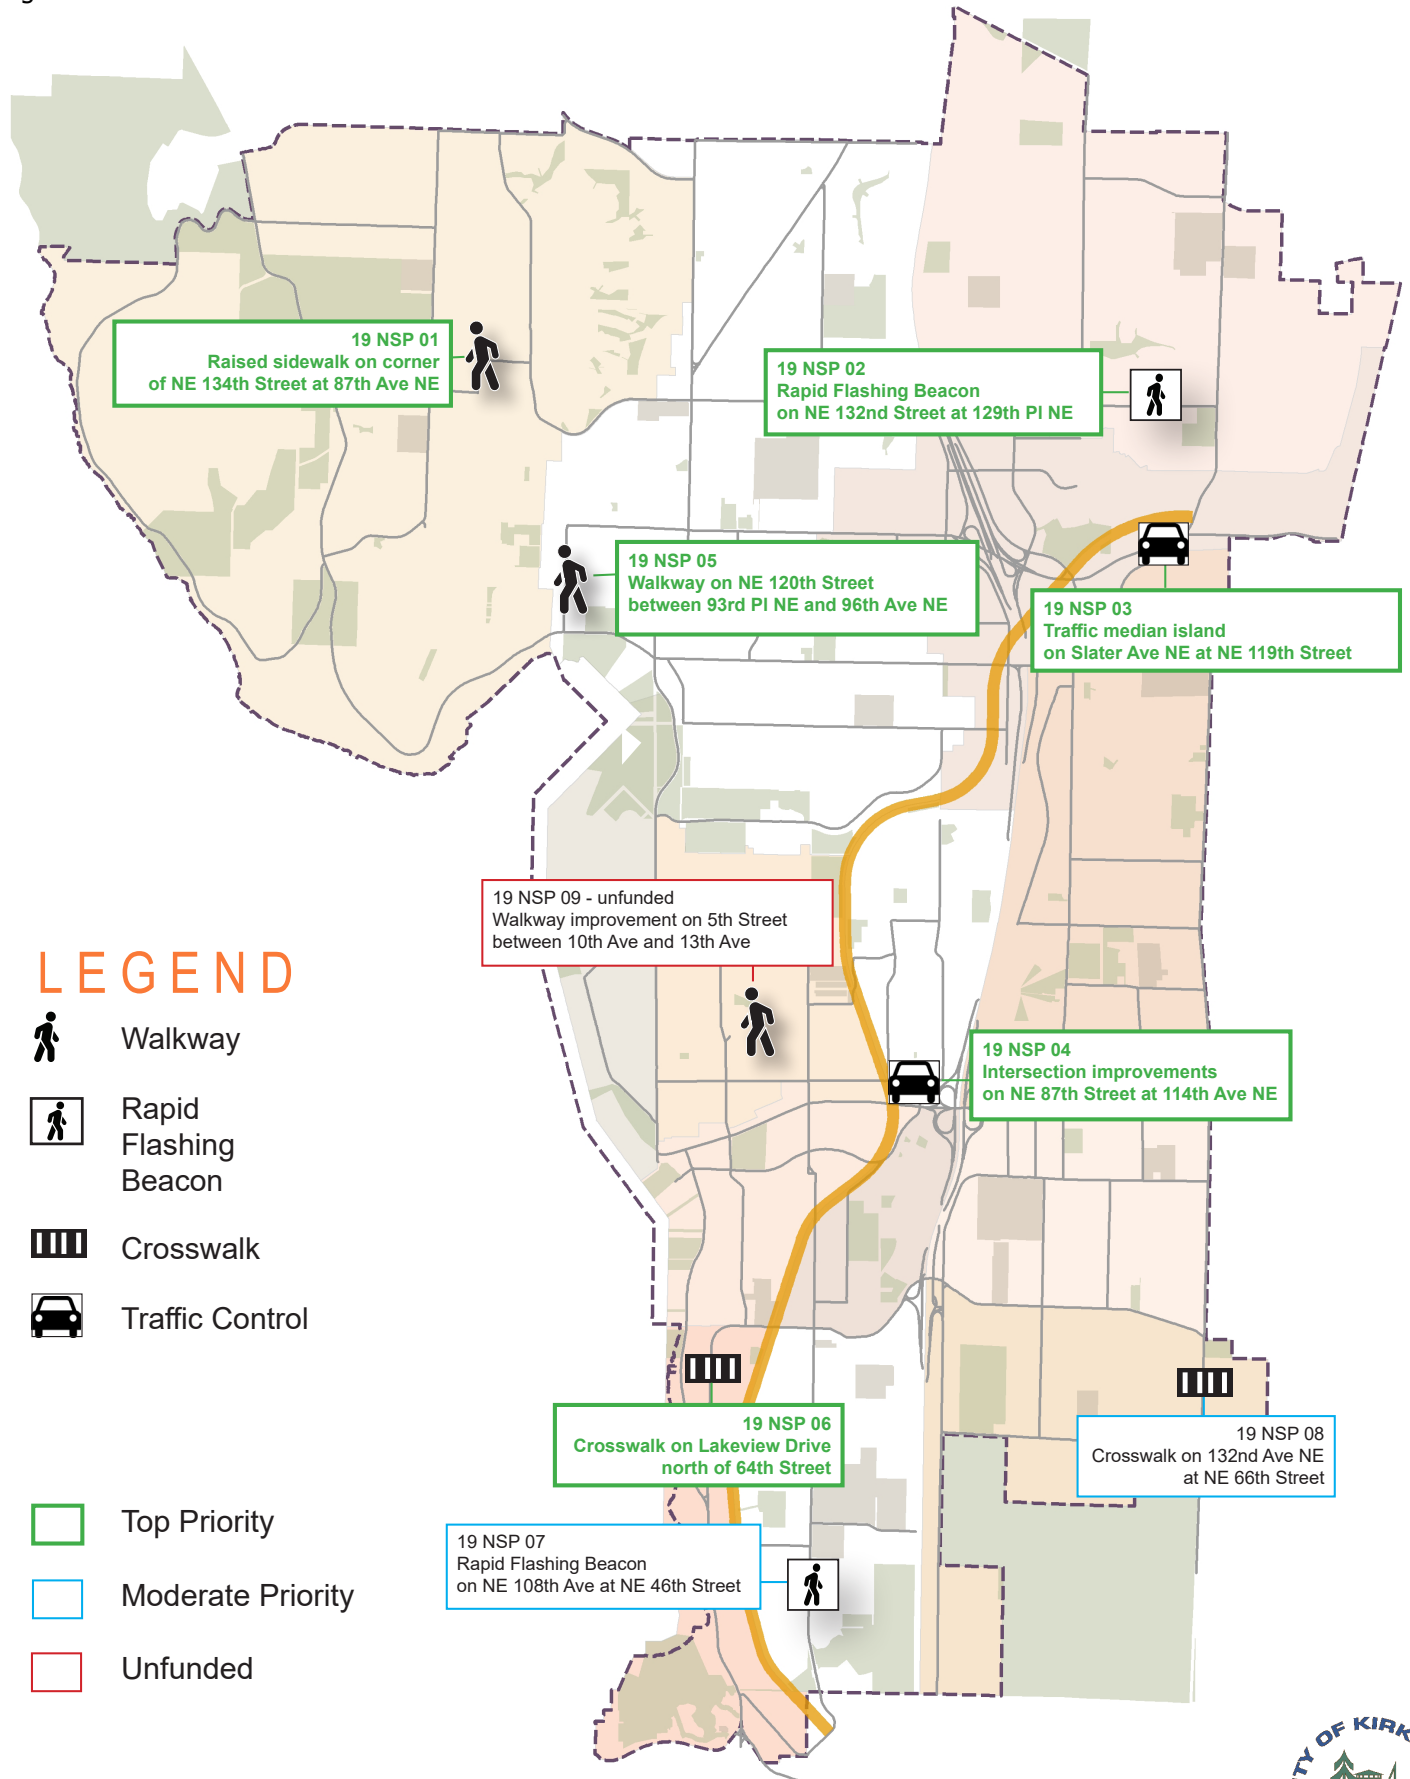 19 NSP 01
Raised sidewalk on corner
of NE 134th Street at 87th Ave NE
19 NSP 02
Rapid Flashing Beacon
on NE 132nd Street at 129th Pl NE
19 NSP 05
Walkway on NE 120th Street
between 93rd Pl NE and 96th Ave NE
19 NSP 03
Traffic median island
on Slater Ave NE at NE 119th Street
19 NSP 09 - unfunded
Walkway improvement on 5th Street
between 10th Ave and 13th Ave
19 NSP 04
Intersection improvements
on NE 87th Street at 114th Ave NE
19 NSP 06
Crosswalk on Lakeview Drive
north of 64th Street
19 NSP 08
Crosswalk on 132nd Ave NE
at NE 66th Street
19 NSP 07
Rapid Flashing Beacon
on NE 108th Ave at NE 46th Street
LEGEND
Walkway
Rapid
Flashing
Beacon
Crosswalk
Traffic Control
Top Priority
Moderate Priority
Unfunded
OF